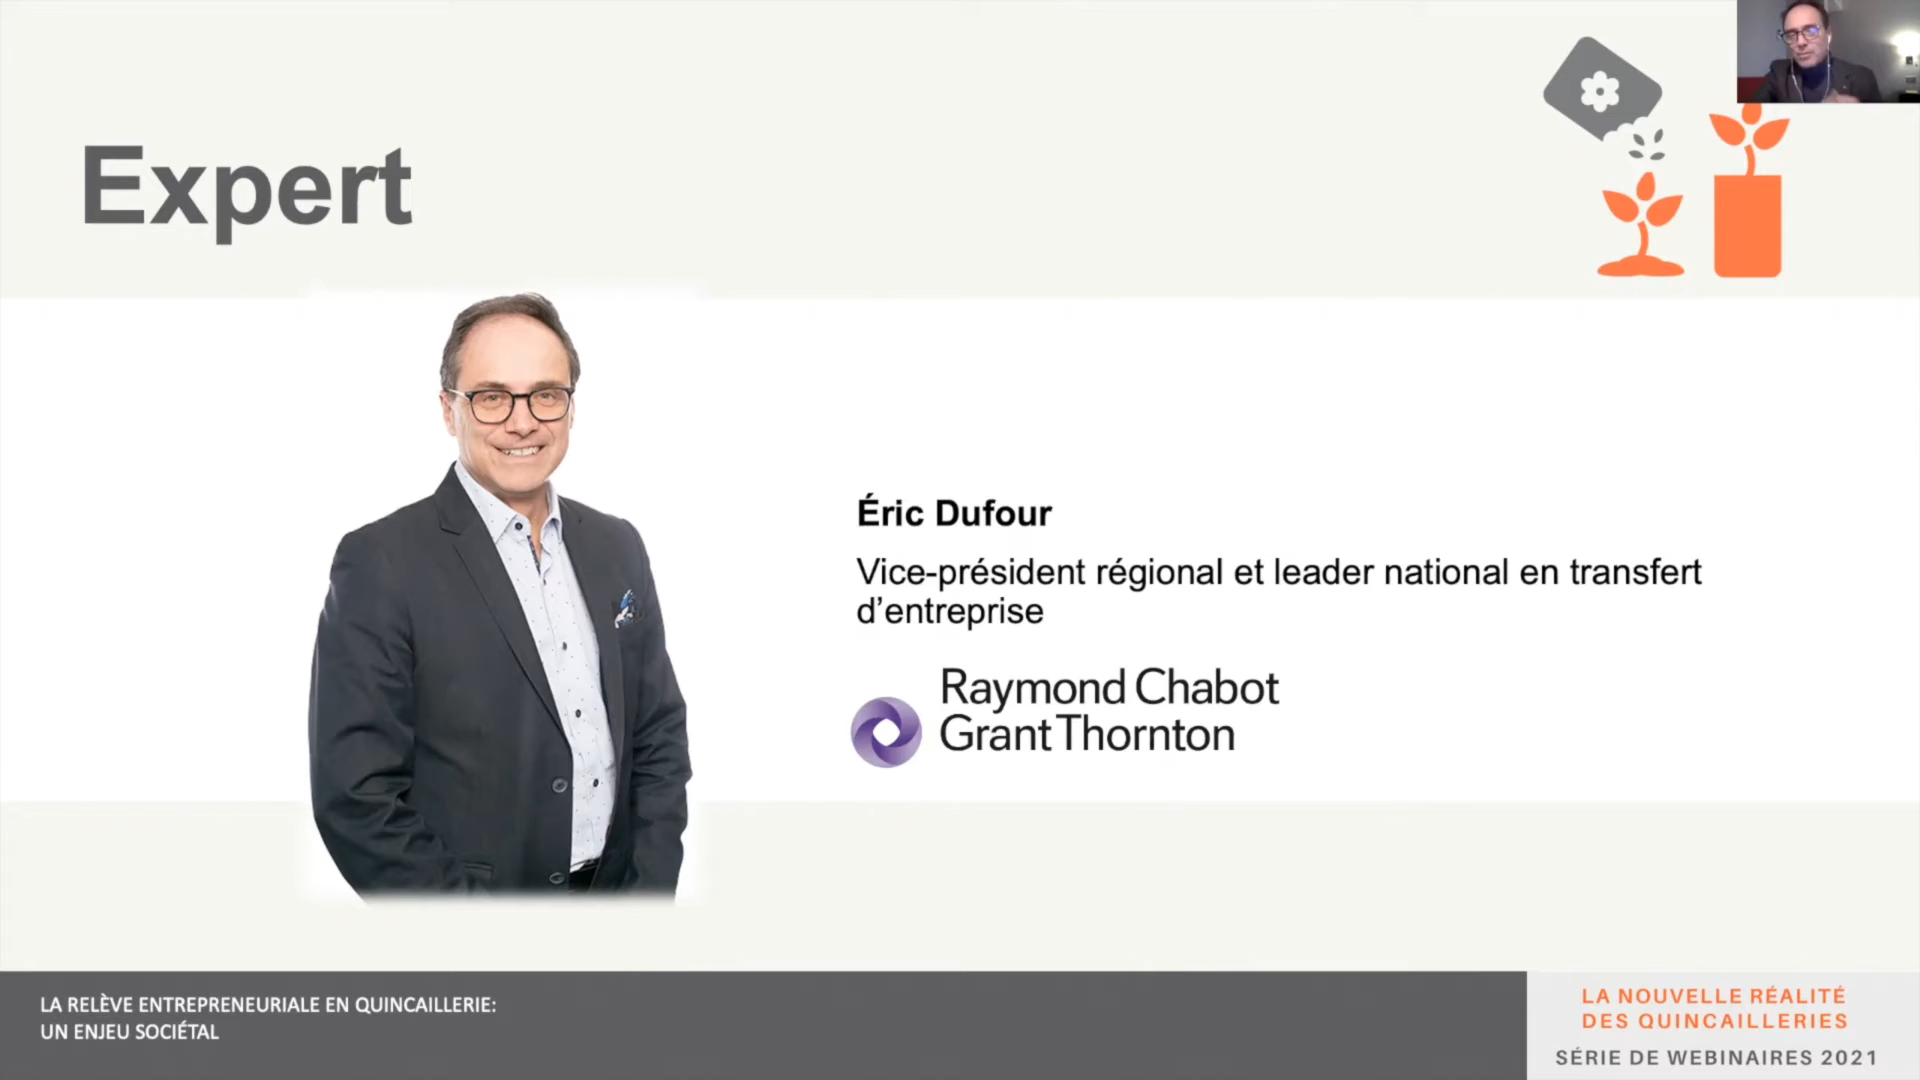 Expert
Éric Dufour
Vice-président régional et leader national en transfert
d’entreprise
Raymond Chabot
Grant Thornton
LA RELÈVE ENTREPRENEURIALE EN QUINCAILLERIE:
UN ENJEU SOCIÉTAL
LA NOUVELLE RÉALITÉ
DES QUINCAILLERIES
SÉRIE DE WEBINAIRES 2021